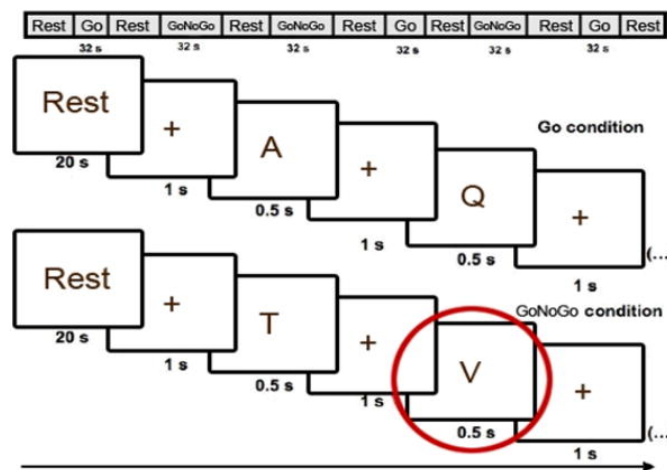 Rest Go Rest GoNoGo Rest GoNoGo Rest Go Rest GoNoGo Rest Go Rest
32 s 32 s 32 s 32 s 32 s 32 s
Rest + A + Q +
Go condition
20 s 1 s 0.5 s 1 s 0.5 s 1 s
(...
Rest + T + V +
GoNoGo condition
20 s 1 s 0.5 s 1 s 0.5 s 1 s
(...